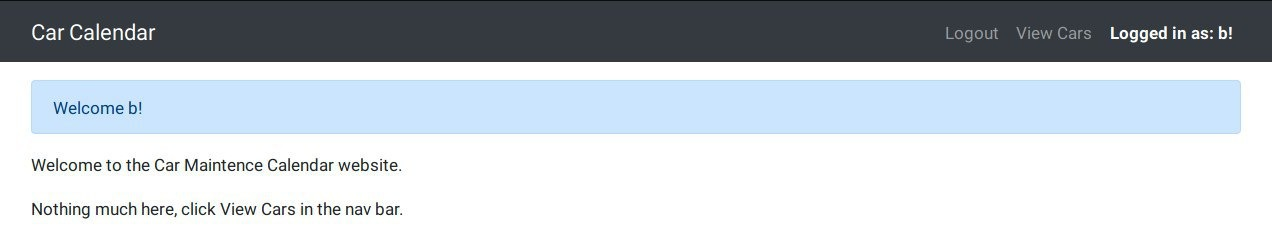 Car Calendar
Logout View Cars Logged in as: b!
Welcome b!
Welcome to the Car Maintence Calendar website.
Nothing much here, click View Cars in the nav bar.